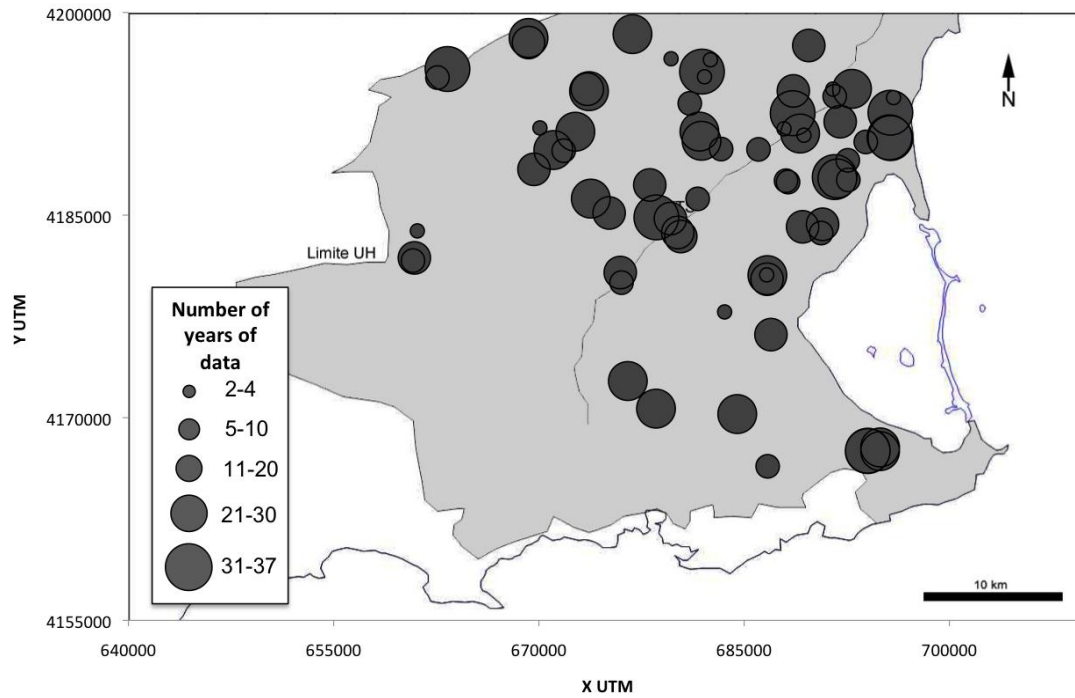 4200000
4185000
4170000
4155000
Y UTM
640000
655000
670000
685000
700000
X UTM
N
Limite UH
Number of
years of
data
2-4
5-10
11-20
21-30
31-37
10 km